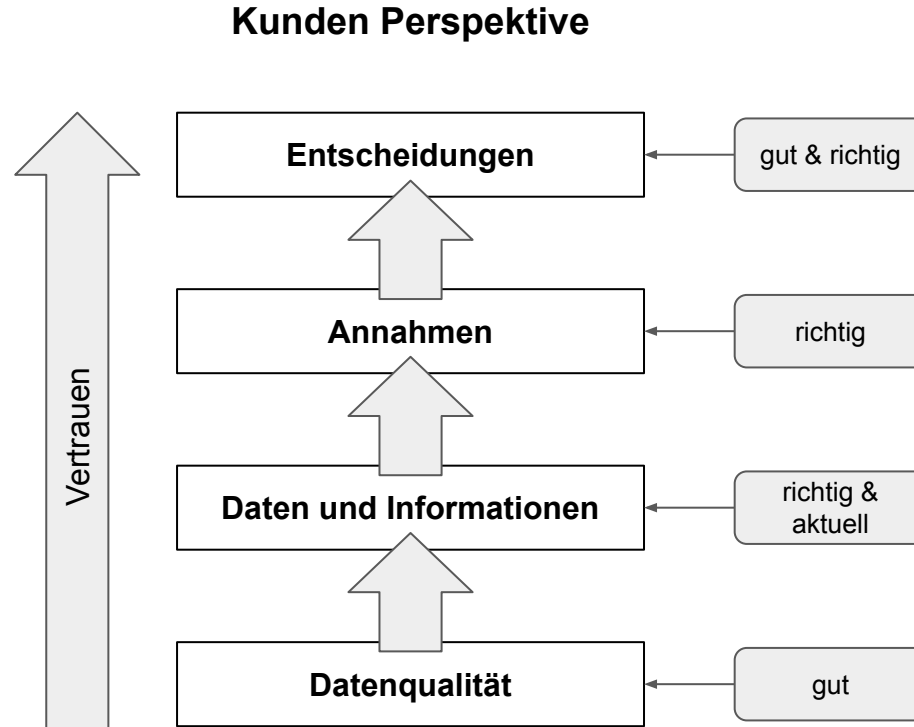 Kunden Perspektive
Entscheidungen
gut & richtig
Annahmen
richtig
Vertrauen
Daten und Informationen
richtig &
aktuell
Datenqualität
gut